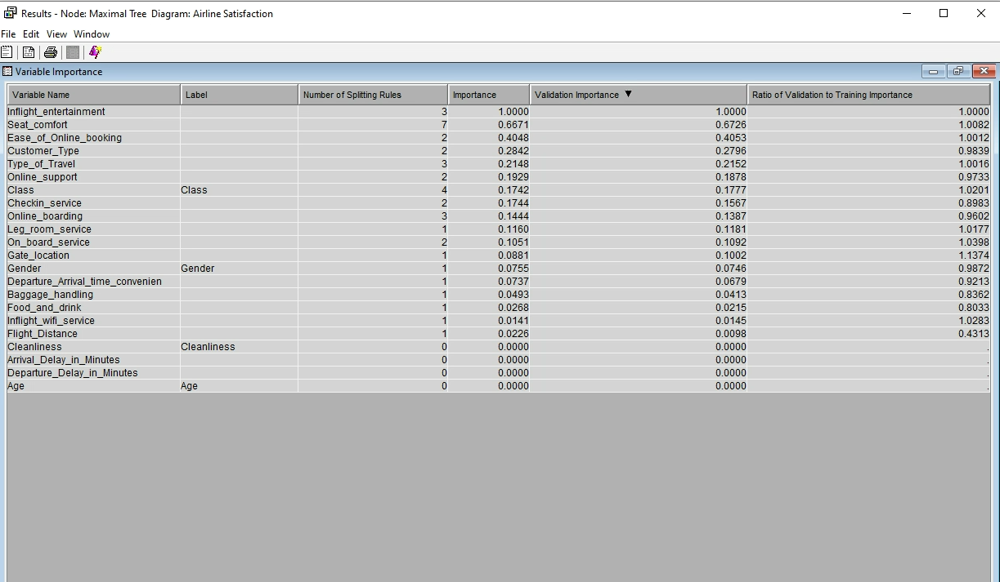 Results - Node: Maximal Tree Diagram: Airline Satisfaction
File Edit View Window
Variable Importance
Variable Name Label Number of Splitting Rules Importance Validation Importance ▼ Ratio of Validation to Training Importance
Inflight_entertainment 3 1.0000 1.0000 1.0000
Seat_comfort 7 0.6671 0.6726 1.0082
Ease_of_Online_booking 2 0.4048 0.4053 1.0012
Customer_Type 2 0.2842 0.2796 0.9839
Type_of_Travel 3 0.2148 0.2152 1.0016
Online_support 2 0.1929 0.1878 0.9733
Class Class 4 0.1742 0.1777 1.0201
Checkin_service 2 0.1744 0.1567 0.8983
Online_boarding 3 0.1444 0.1387 0.9602
Leg_room_service 1 0.1160 0.1181 1.0177
On_board_service 2 0.1051 0.1092 1.0398
Gate_location 1 0.0881 0.1002 1.1374
Gender Gender 1 0.0755 0.0746 0.9872
Departure_Arrival_time_convenien 1 0.0737 0.0679 0.9213
Baggage_handling 1 0.0493 0.0413 0.8362
Food_and_drink 1 0.0268 0.0215 0.8033
Inflight_wifi_service 1 0.0141 0.0145 1.0283
Flight_Distance 1 0.0226 0.0098 0.4313
Cleanliness Cleanliness 0 0.0000 0.0000 .
Arrival_Delay_in_Minutes 0 0.0000 0.0000 .
Departure_Delay_in_Minutes 0 0.0000 0.0000 .
Age Age 0 0.0000 0.0000 .